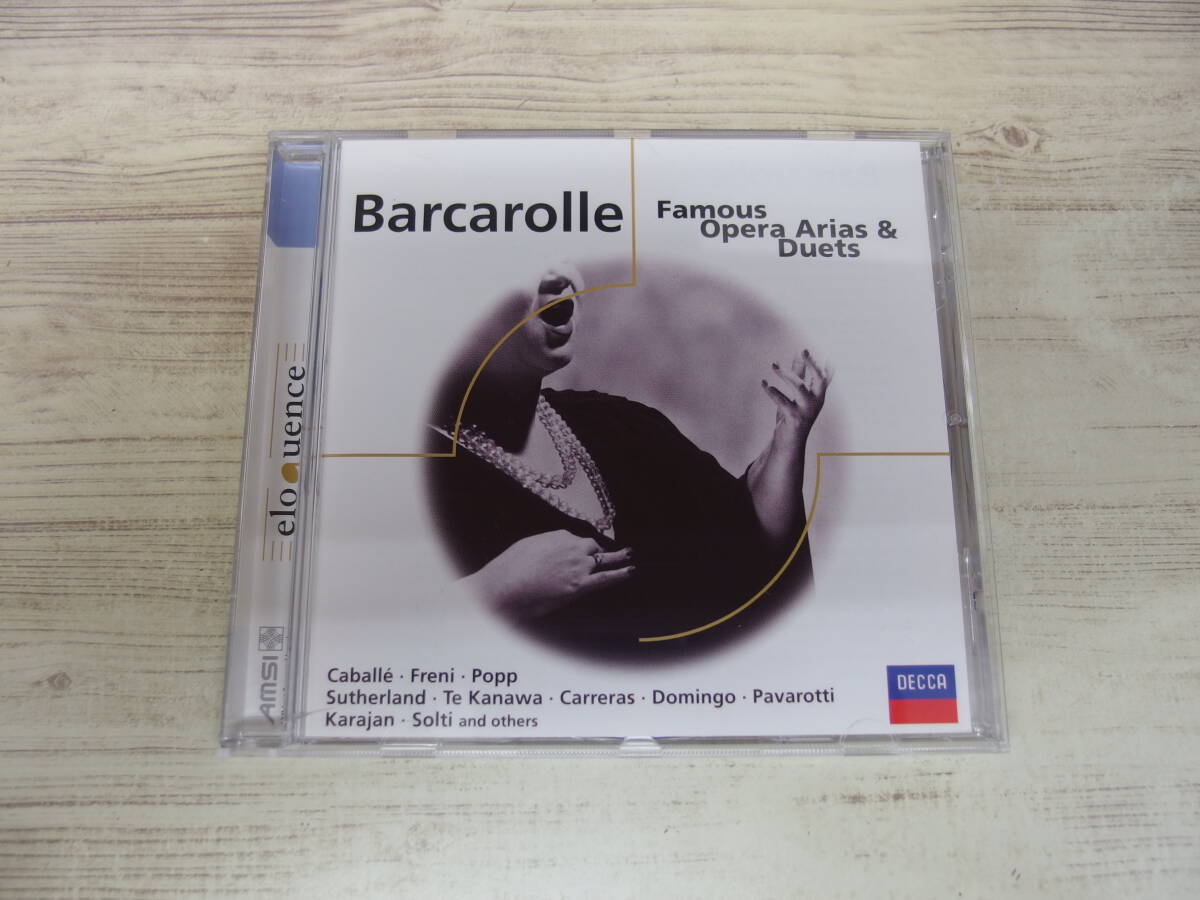 Barcarolle
Famous
Opera Arias &
Duets
eloquence
AMSI
Caballé · Freni · Popp
Sutherland · Te Kanawa · Carreras · Domingo · Pavarotti
Karajan · Solti and others
DECCA